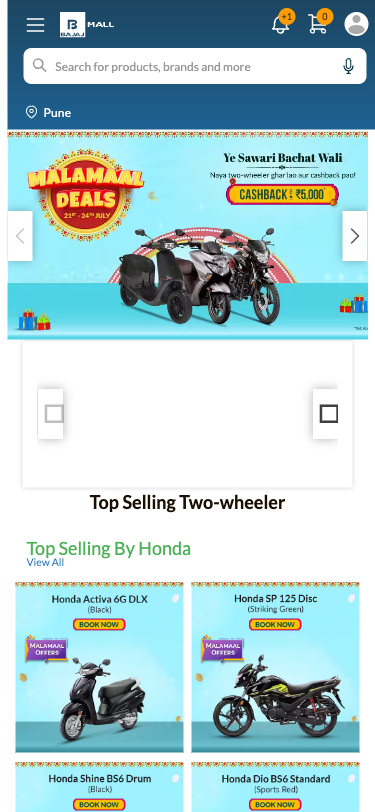 +1
0
B
BAJAJ
MALL
Search for products, brands and more
Pune
MALAMAAL
DEALS
21ST - 24TH JULY
Ye Sawari Bachat Wali
Naya two-wheeler ghar lao aur cashback pao!
CASHBACK OF ₹5,000*
Top Selling Two-wheeler
Top Selling By Honda
View All
Honda Activa 6G DLX
(Black)
BOOK NOW
MALAMAAL
OFFERS
Honda SP 125 Disc
(Striking Green)
BOOK NOW
MALAMAAL
OFFERS
Honda Shine BS6 Drum
(Black)
BOOK NOW
Honda Dio BS6 Standard
(Sports Red)
BOOK NOW